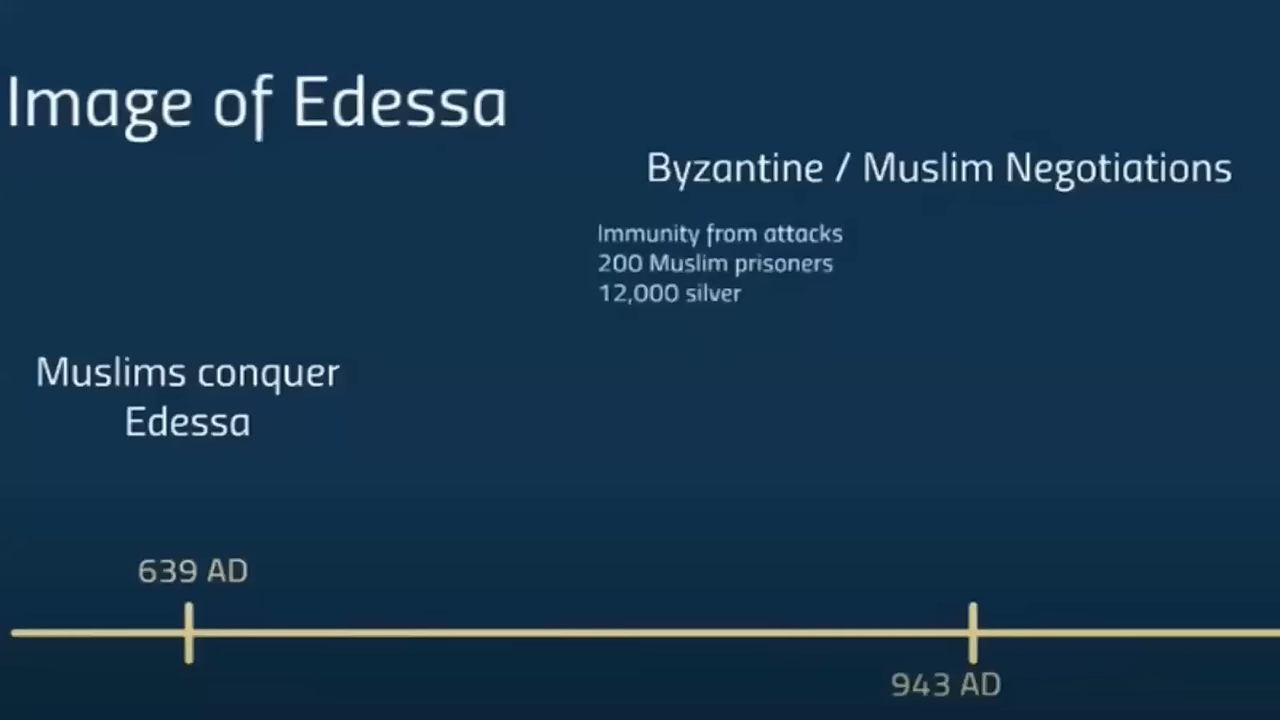 Image of Edessa
Byzantine / Muslim Negotiations
Immunity from attacks
200 Muslim prisoners
12,000 silver
Muslims conquer
Edessa
639 AD
943 AD